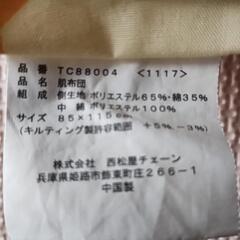 品 番 TC88004 <1117>
品 名 肌布団
組 成 側生地 ポリエステル65%・綿35%
中 綿 ポリエステル100%
サイズ 85×115cm
(キルティング製許容範囲 +5% -3%)
株式会社 西松屋チェーン
兵庫県姫路市飾東町庄266-1
中国製